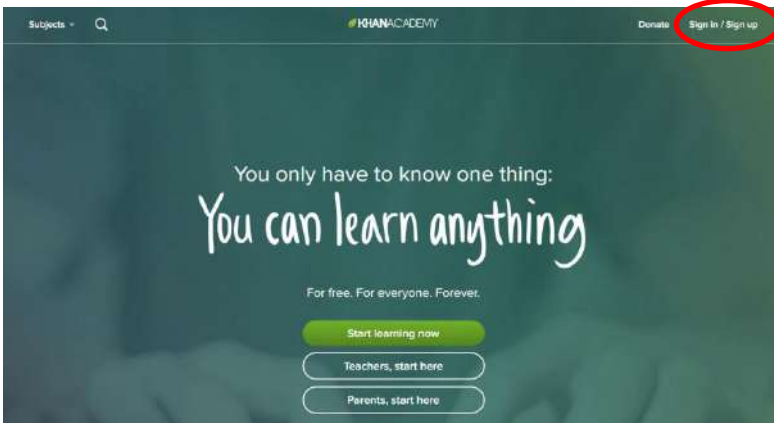 Subjects
KHANACADEMY
Donate
Sign in / Sign up
You only have to know one thing:
You can learn anything
For free. For everyone. Forever.
Start learning now
Teachers, start here
Parents, start here